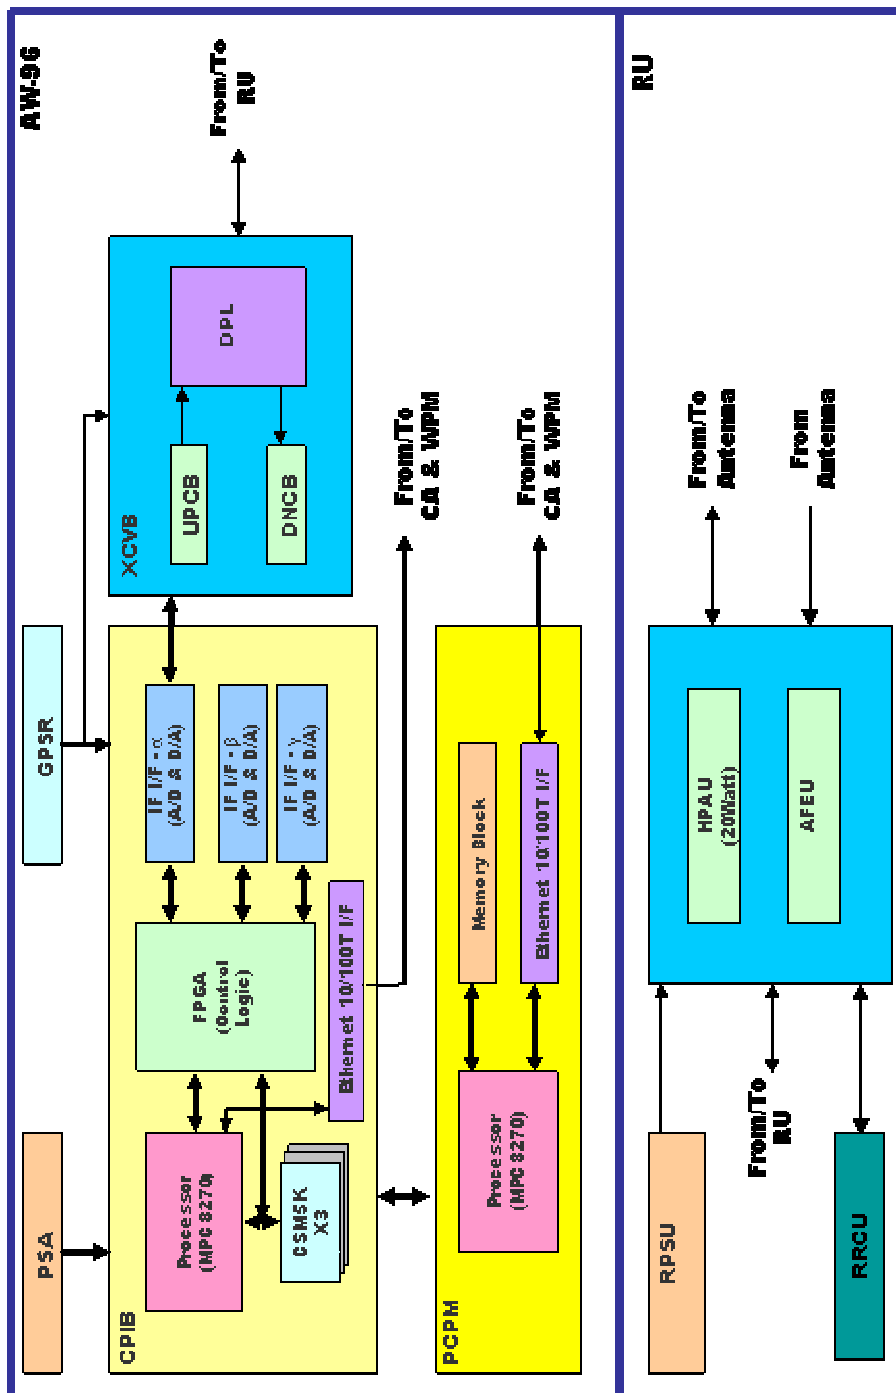 AW-96
PSA
GPSR
CPIB
Processor
(MPC 8270)
CSM5K
X3
FPGA
(Control
Logic)
Ethernet 10/100T I/F
IF I/F - α
(A/D & D/A)
IF I/F - β
(A/D & D/A)
IF I/F - γ
(A/D & D/A)
XCVB
UPCB
DNCB
DPL
From/To
RU
From/To
CA & WPM
PCPM
Processor
(MPC 8270)
Memory Block
Ethernet 10/100T I/F
From/To
CA & WPM
RU
RPSU
From/To
RU
RRCU
HPAU
(20Watt)
AFEU
From/To
Antenna
From
Antenna